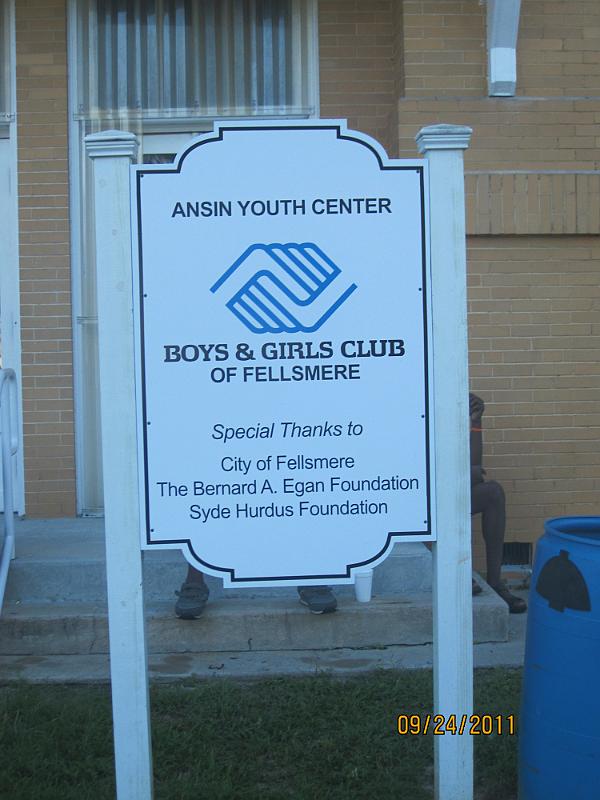 ANSIN YOUTH CENTER
BOYS & GIRLS CLUB
OF FELLSMERE
Special Thanks to
City of Fellsmere
The Bernard A. Egan Foundation
Syde Hurdus Foundation
09/24/2011